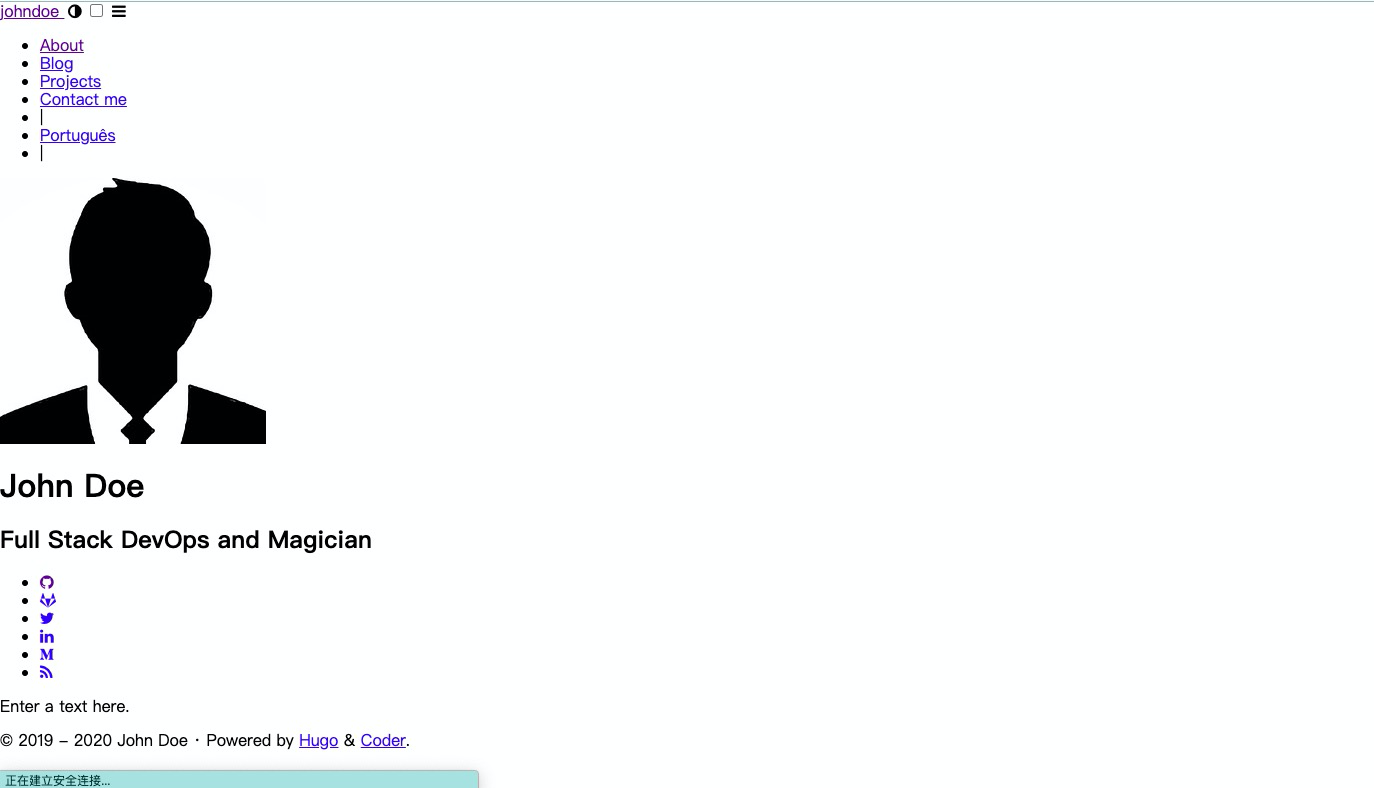 johndoe
About
Blog
Projects
Contact me
|
Português
|
John Doe
Full Stack DevOps and Magician
Enter a text here.
© 2019 – 2020 John Doe · Powered by Hugo & Coder.
正在建立安全连接...